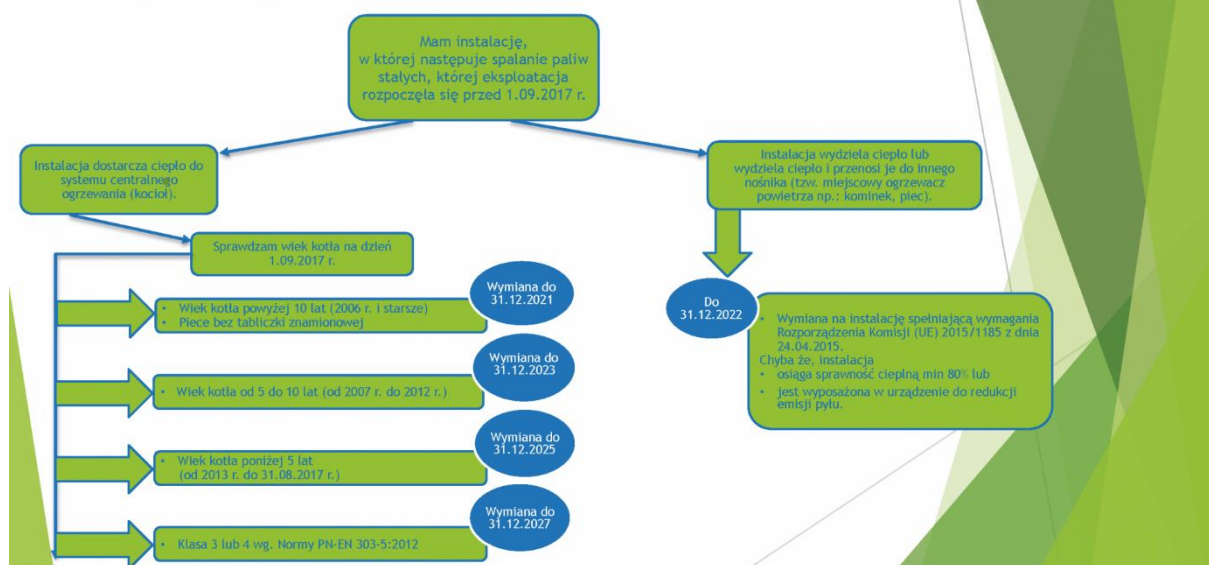 Mam instalację,
w której następuje spalanie paliw
stałych, której eksploatacja
rozpoczęła się przed 1.09.2017 r.
Instalacja dostarcza ciepło do
systemu centralnego
ogrzewania (kocioł).
Sprawdzam wiek kotła na dzień
1.09.2017 r.
Wymiana do
31.12.2021
• Wiek kotła powyżej 10 lat (2006 r. i starsze)
• Piece bez tabliczki znamionowej
Wymiana do
31.12.2023
• Wiek kotła od 5 do 10 lat (od 2007 r. do 2012 r.)
Wymiana do
31.12.2025
• Wiek kotła poniżej 5 lat
(od 2013 r. do 31.08.2017 r.)
Wymiana do
31.12.2027
• Klasa 3 lub 4 wg. Normy PN-EN 303-5:2012
Instalacja wydziela ciepło lub
wydziela ciepło i przenosi je do innego
nośnika (tzw. miejscowy ogrzewacz
powietrza np.: kominek, piec).
Do
31.12.2022
• Wymiana na instalację spełniającą wymagania
Rozporządzenia Komisji (UE) 2015/1185 z dnia
24.04.2015.
Chyba że, instalacja
• osiąga sprawność cieplną min 80% lub
• jest wyposażona w urządzenie do redukcji
emisji pyłu.